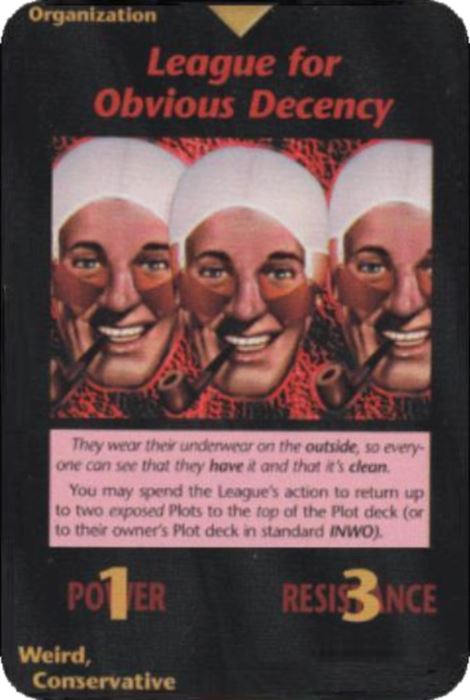 Organization
League for
Obvious Decency
They wear their underwear on the outside, so every-
one can see that they have it and that it's clean.
You may spend the League's action to return up
to two exposed Plots to the top of the Plot deck (or
to their owner's Plot deck in standard INWO).
1
POWER
3
RESISTANCE
Weird,
Conservative